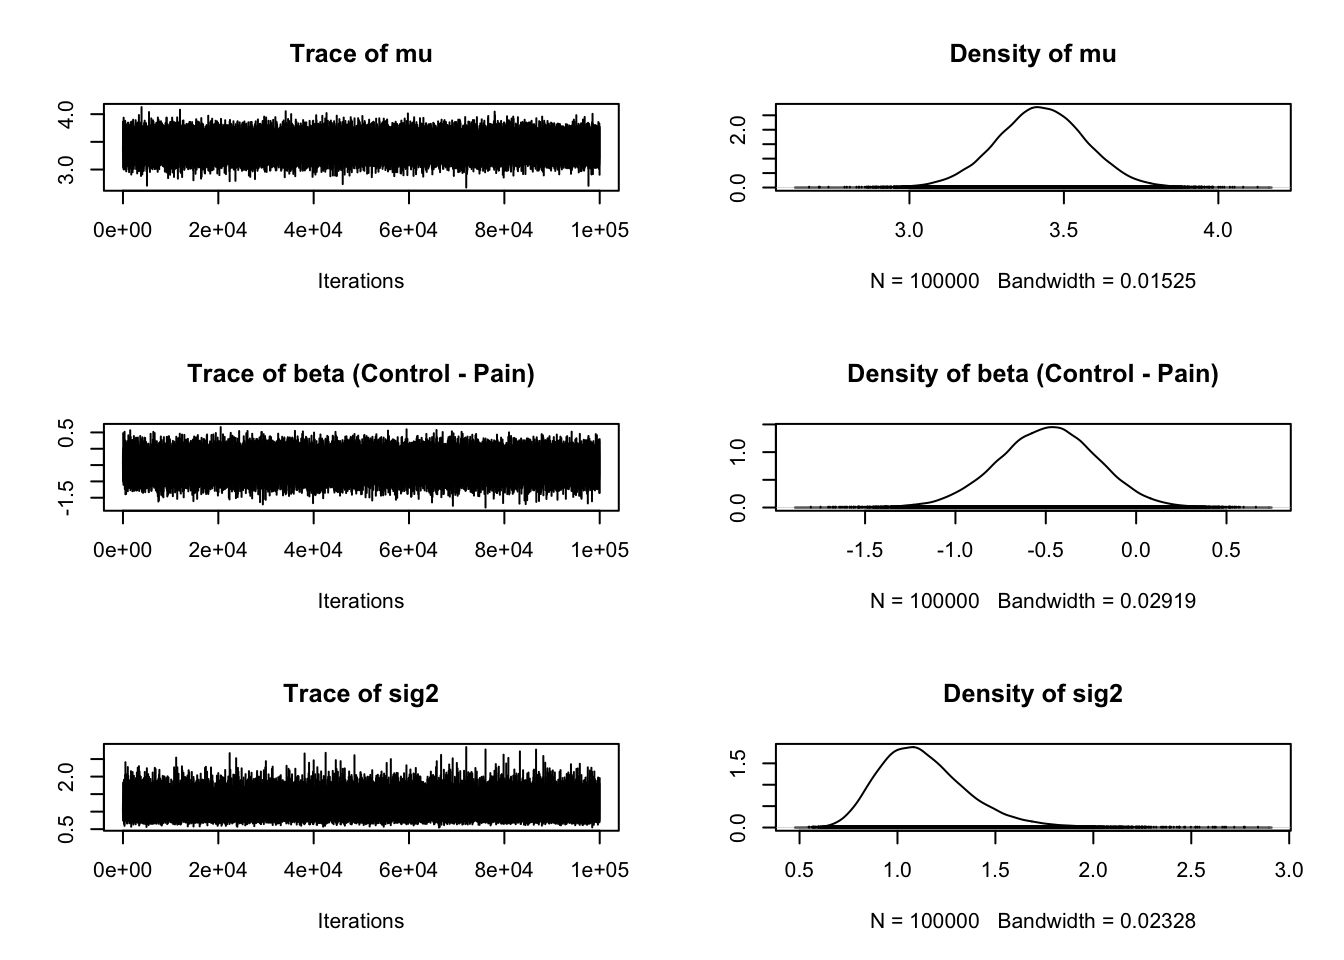 Trace of mu
4.0
3.0
0e+00 2e+04 4e+04 6e+04 8e+04 1e+05
Iterations
Density of mu
2.0
0.0
3.0 3.5 4.0
N = 100000 Bandwidth = 0.01525
Trace of beta (Control - Pain)
0.5
-1.5
0e+00 2e+04 4e+04 6e+04 8e+04 1e+05
Iterations
Density of beta (Control - Pain)
1.0
0.0
-1.5 -1.0 -0.5 0.0 0.5
N = 100000 Bandwidth = 0.02919
Trace of sig2
2.0
0.5
0e+00 2e+04 4e+04 6e+04 8e+04 1e+05
Iterations
Density of sig2
1.5
0.0
0.5 1.0 1.5 2.0 2.5 3.0
N = 100000 Bandwidth = 0.02328